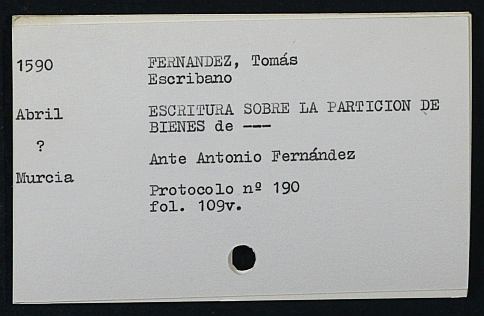 1590
FERNANDEZ, Tomás
Escribano
Abril
ESCRITURA SOBRE LA PARTICION DE
BIENES de ---
?
Ante Antonio Fernández
Murcia
Protocolo nº 190
fol. 109v.